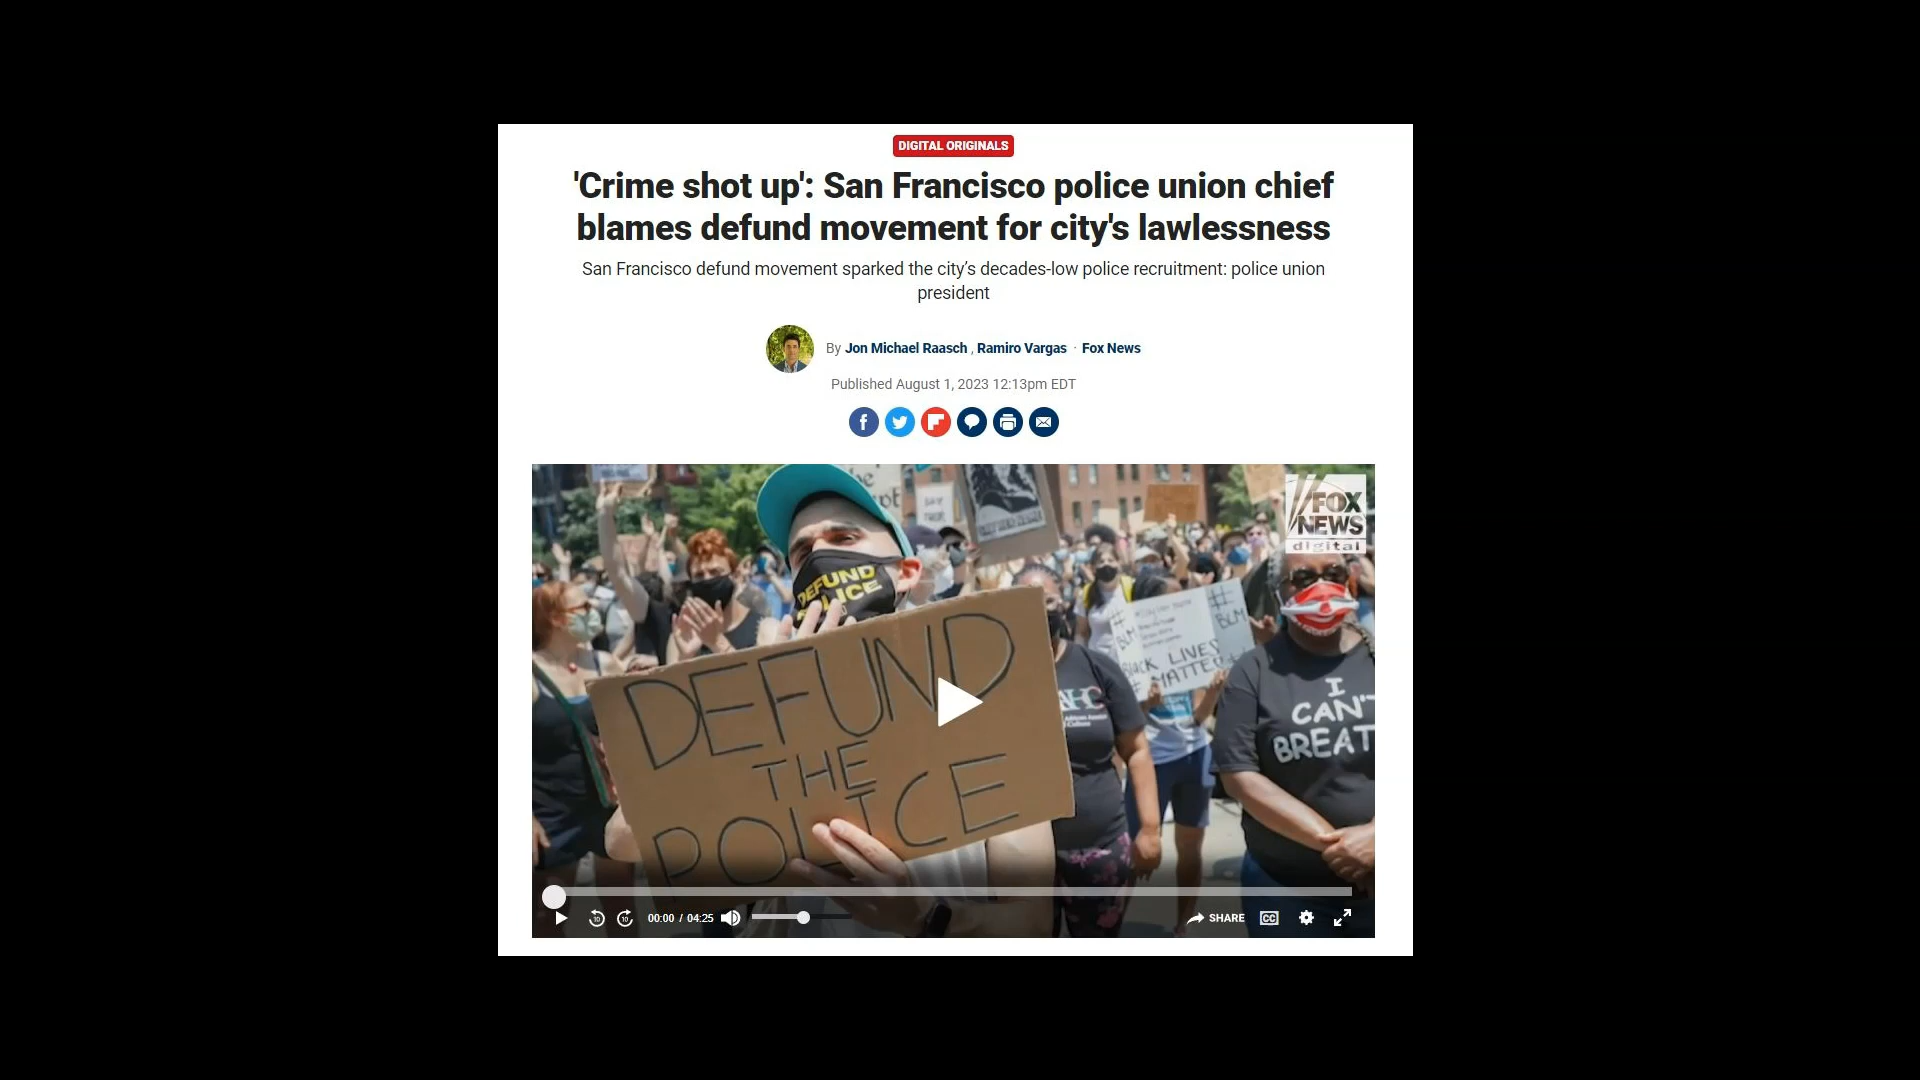 DIGITAL ORIGINALS
'Crime shot up': San Francisco police union chief
blames defund movement for city's lawlessness
San Francisco defund movement sparked the city's decades-low police recruitment: police union
president
By Jon Michael Raasch , Ramiro Vargas · Fox News
Published August 1, 2023 12:13pm EDT
FOX
NEWS
digital
DEFUND
POLICE
DEFUND
THE
POLICE
#
BLM
#
BLM
BLACK LIVES
MATTER
I
CAN'T
BREAT
00:00 / 04:25
SHARE
CC